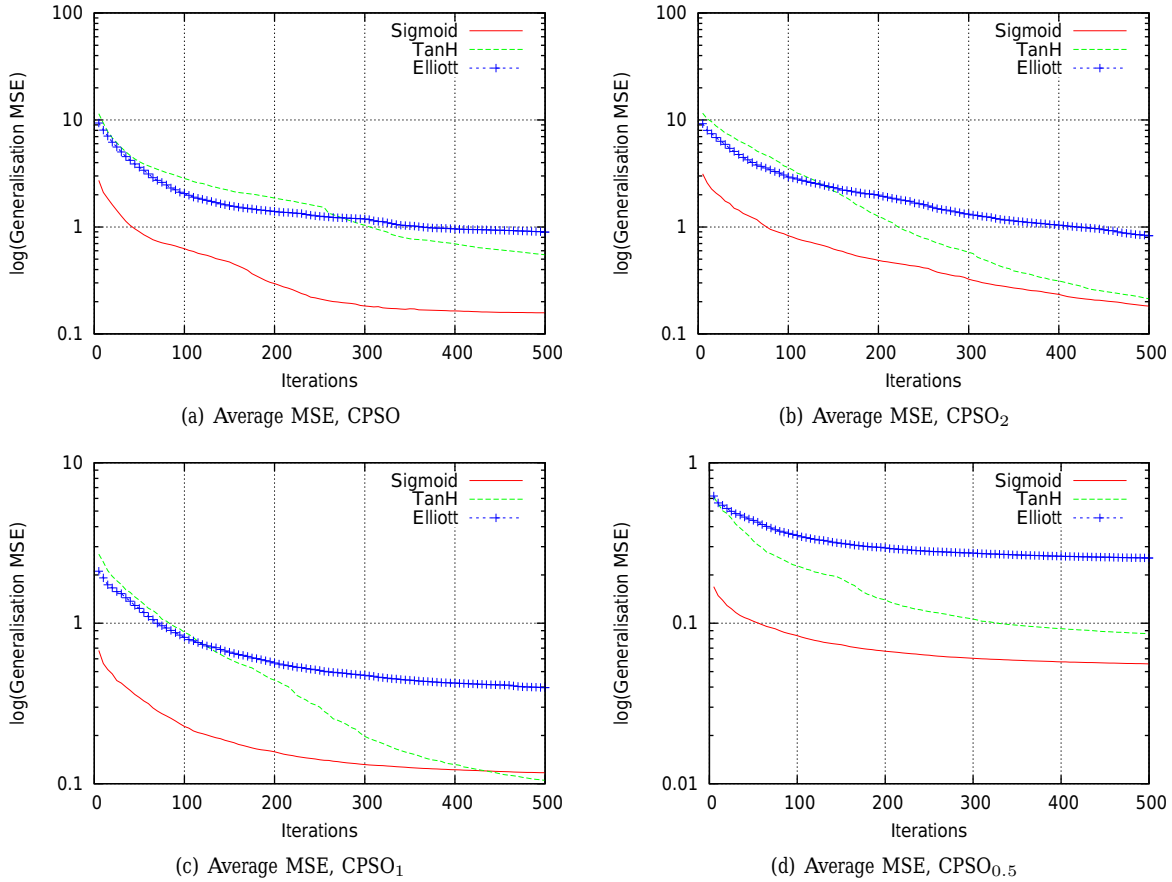 log(Generalisation MSE)
100
10
1
0.1
Sigmoid
TanH
Elliott
0 100 200 300 400 500
Iterations
(a) Average MSE, CPSO
log(Generalisation MSE)
100
10
1
0.1
Sigmoid
TanH
Elliott
0 100 200 300 400 500
Iterations
(b) Average MSE, CPSO₂
log(Generalisation MSE)
10
1
0.1
Sigmoid
TanH
Elliott
0 100 200 300 400 500
Iterations
(c) Average MSE, CPSO₁
log(Generalisation MSE)
1
0.1
0.01
Sigmoid
TanH
Elliott
0 100 200 300 400 500
Iterations
(d) Average MSE, CPSO₀.₅